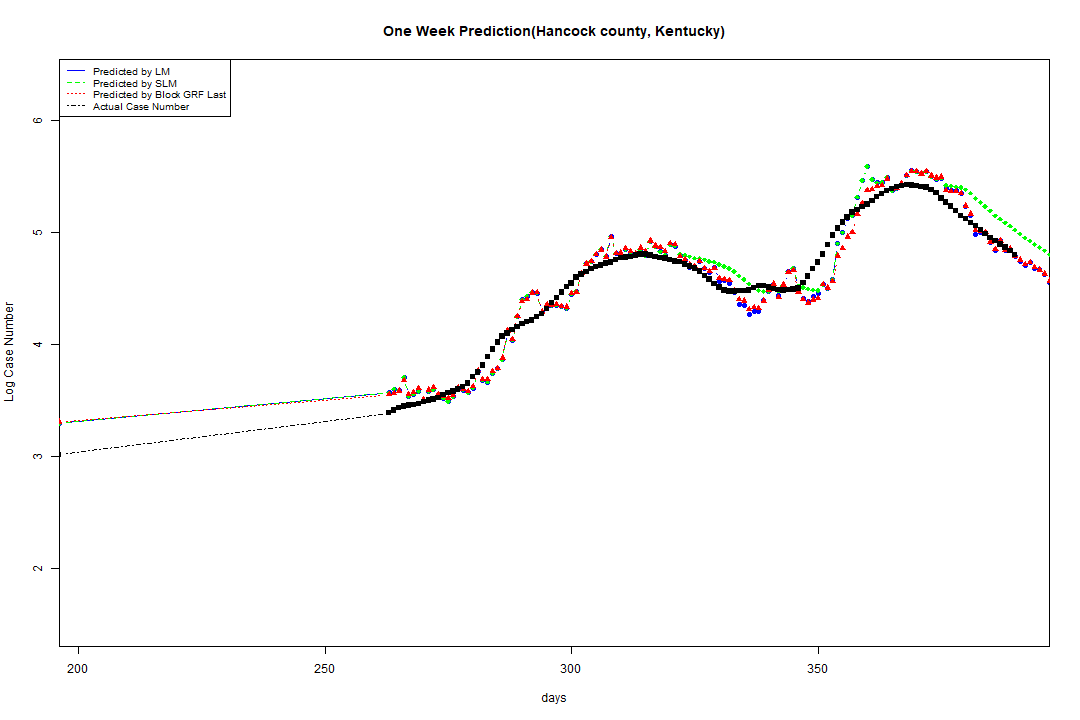 One Week Prediction(Hancock county, Kentucky)
Predicted by LM
Predicted by SLM
Predicted by Block GRF Last
Actual Case Number
Log Case Number
6
5
4
3
2
200 250 300 350
days